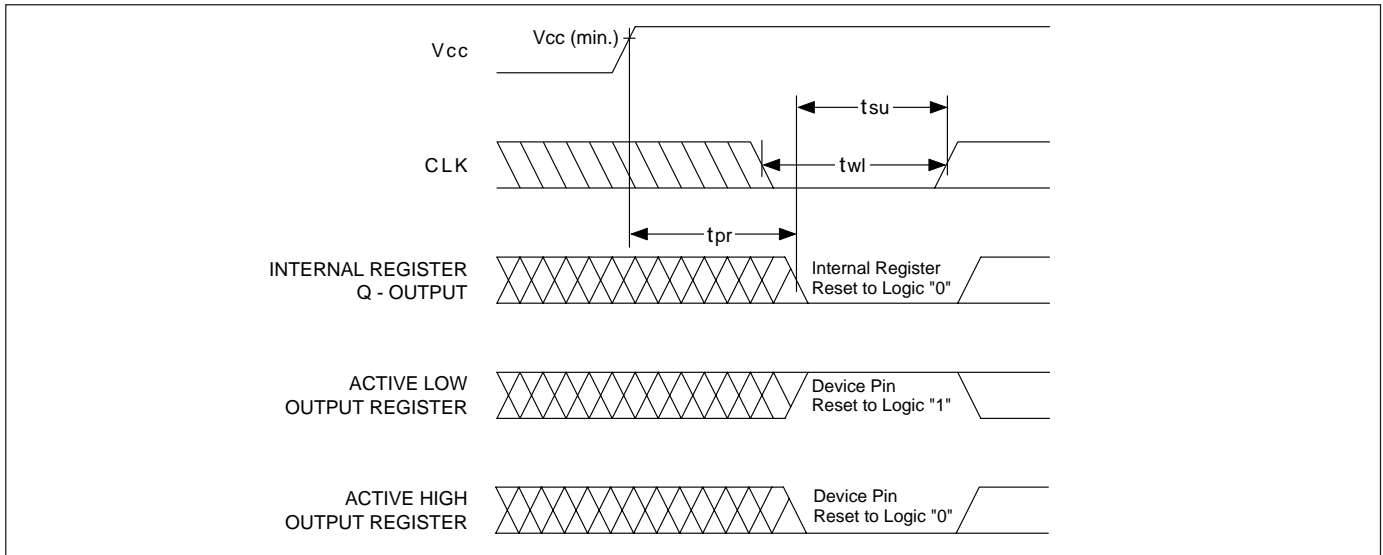 Vcc
Vcc (min.)
tsu
CLK
twl
tpr
INTERNAL REGISTER
Q - OUTPUT
Internal Register
Reset to Logic "0"
ACTIVE LOW
OUTPUT REGISTER
Device Pin
Reset to Logic "1"
ACTIVE HIGH
OUTPUT REGISTER
Device Pin
Reset to Logic "0"